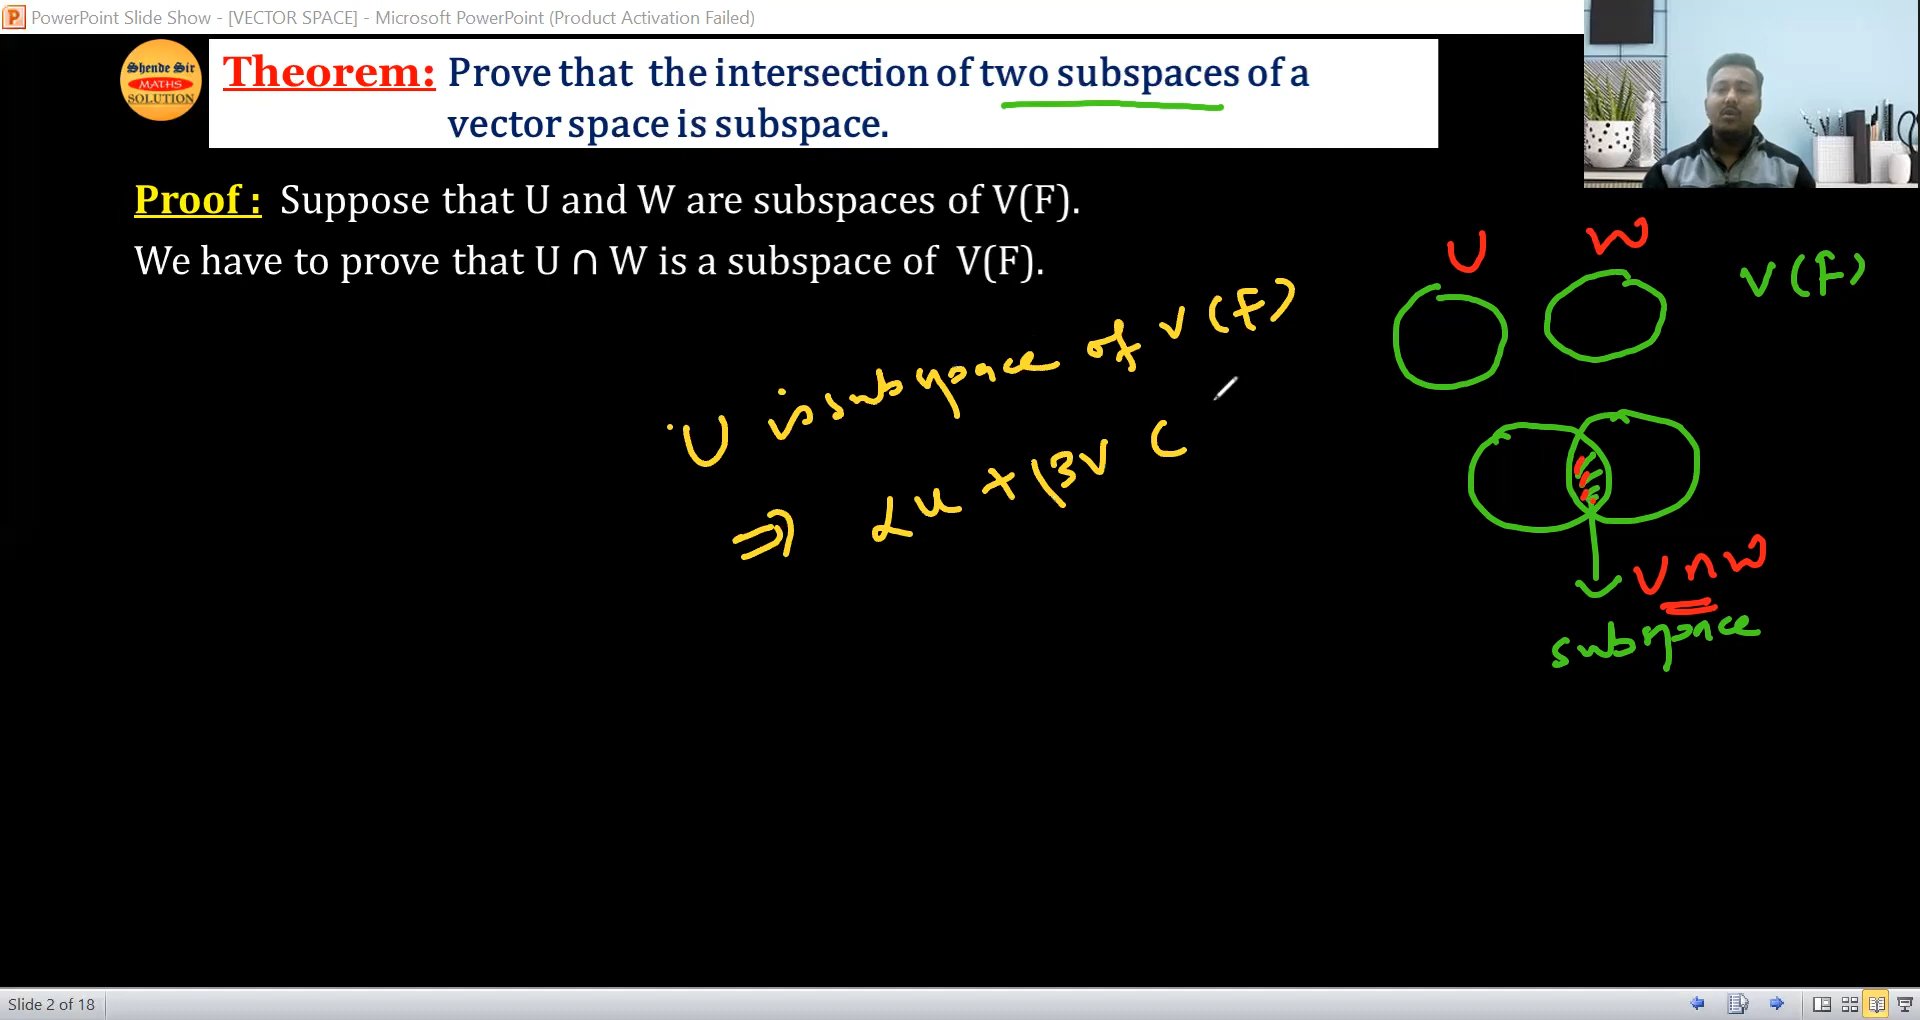 PowerPoint Slide Show - [VECTOR SPACE] - Microsoft PowerPoint (Product Activation Failed)
Shende Sir
MATHS
SOLUTION
Theorem: Prove that the intersection of two subspaces of a
vector space is subspace.
Proof : Suppose that U and W are subspaces of V(F).
We have to prove that U ∩ W is a subspace of V(F).
U W V(F)
U is subspace of V(F)
⇒ αu + βv
U ∩ W
subspace
Slide 2 of 18